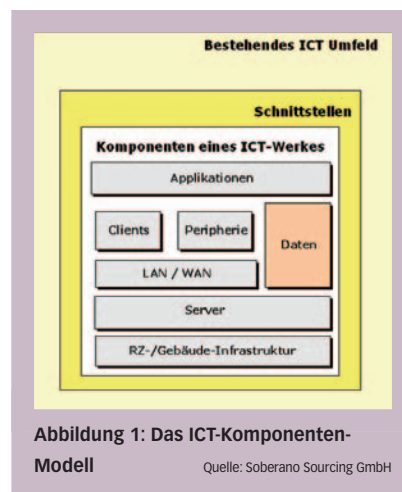 Bestehendes ICT Umfeld
Schnittstellen
Komponenten eines ICT-Werkes
Applikationen
Clients
Peripherie
Daten
LAN / WAN
Server
RZ-/Gebäude-Infrastruktur
Abbildung 1: Das ICT-Komponenten-
Modell Quelle: Soberano Sourcing GmbH